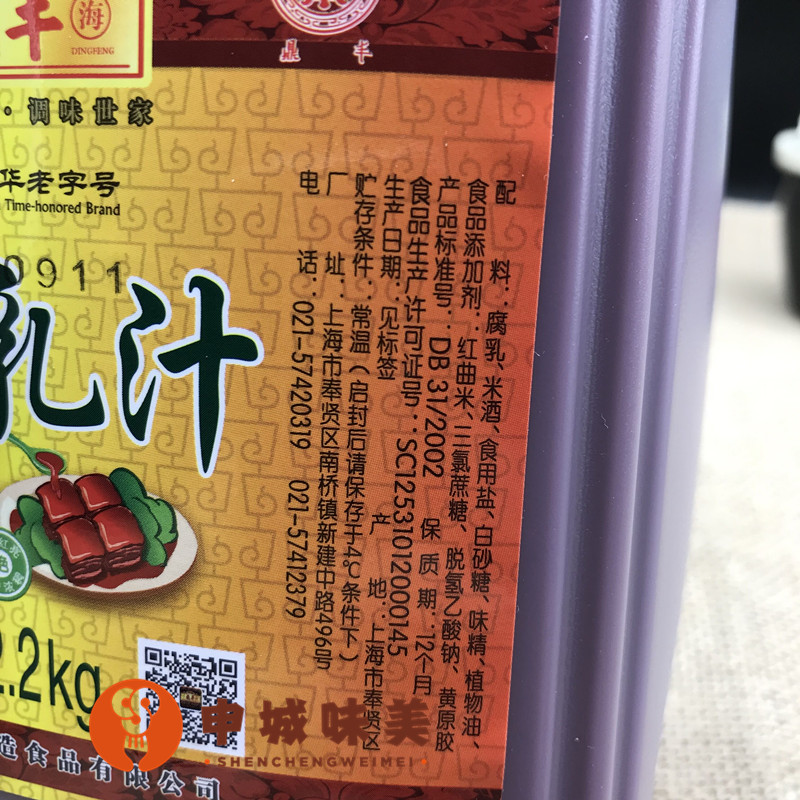 丰
海
DINGFENG
鼎丰
·调味世家
华老字号
Time-honored Brand
0911
乳汁
配料：腐乳、米酒、食用盐、白砂糖、味精、植物油、
食品添加剂：红曲米、三氯蔗糖、脱氢乙酸钠、黄原胶
产品标准号：DB 31/2002 保质期：12个月
食品生产许可证号：SC12531012000145
生产日期：见标签 产地：上海市奉贤区
贮存条件：常温（启封后请保存于4℃条件下）
厂址：上海市奉贤区南桥镇新建中路496号
电话：021-57420319 021-57412379
2.2kg
申城味美
SHENCHENGWEIMEI
造食品有限公司